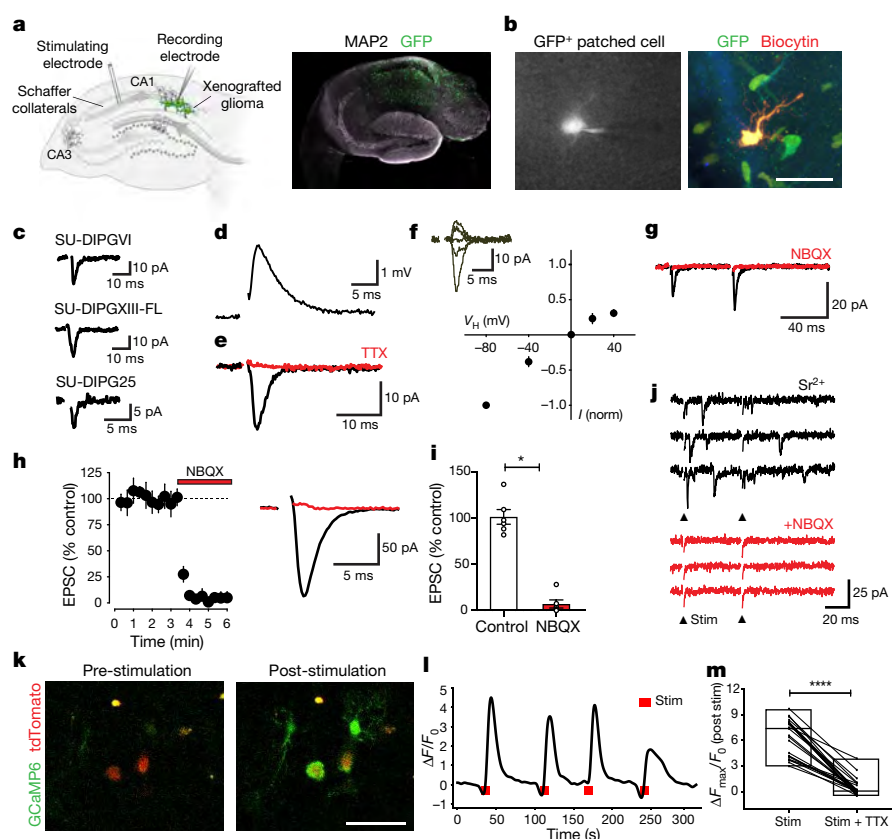 a
Stimulating electrode
Recording electrode
CA1
Schaffer collaterals
Xenografted glioma
CA3
MAP2 GFP
b
GFP+ patched cell
GFP Biocytin
c
SU-DIPGVI
10 pA
10 ms
SU-DIPGXIII-FL
10 pA
10 ms
SU-DIPG25
5 pA
10 ms
d
1 mV
5 ms
e
TTX
10 pA
10 ms
f
10 pA
5 ms
1.0
0.5
VH (mV)
−80 −40 20 40
−0.5
−1.0
I (norm)
g
NBQX
20 pA
40 ms
h
NBQX
125
100
75
50
25
0
EPSC (% control)
0 1 2 3 4 5 6
Time (min)
50 pA
5 ms
i
*
150
100
50
0
EPSC (% control)
Control NBQX
j
Sr2+
+NBQX
25 pA
20 ms
▲ Stim ▲
k
Pre-stimulation Post-stimulation
GCaMP6 tdTomato
l
Stim
5
4
3
2
1
0
−1
ΔF/F0
0 50 100 150 200 250 300
Time (s)
m
****
12
9
6
3
0
ΔFmax/F0 (post stim)
Stim Stim + TTX